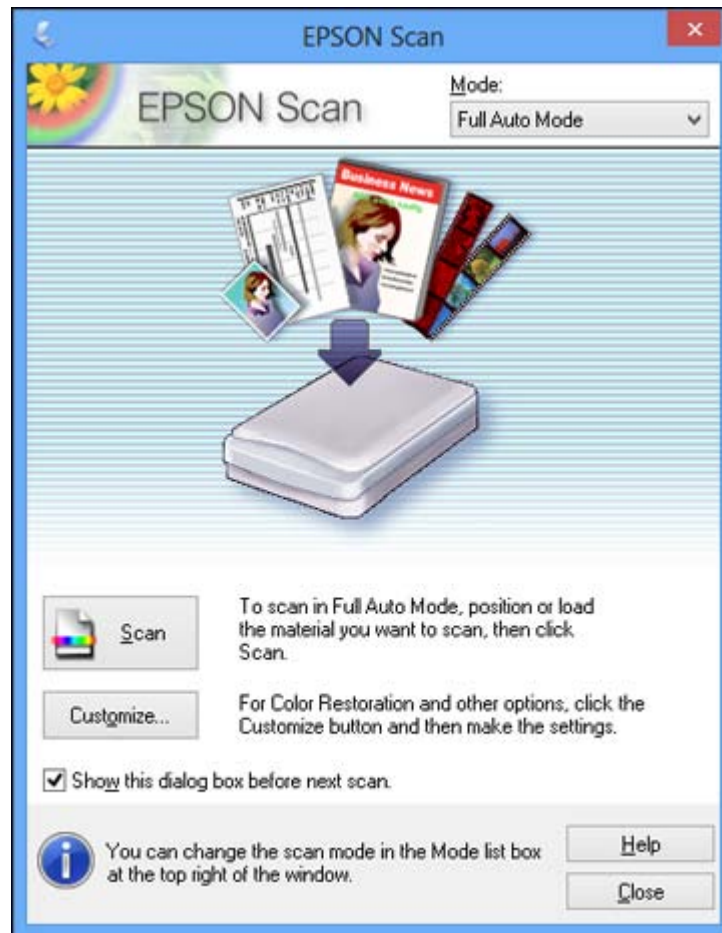 EPSON Scan
EPSON Scan
Mode:
Full Auto Mode
Business News
Scan
To scan in Full Auto Mode, position or load
the material you want to scan, then click
Scan.
Customize...
For Color Restoration and other options, click the
Customize button and then make the settings.
Show this dialog box before next scan.
You can change the scan mode in the Mode list box
at the top right of the window.
Help
Close